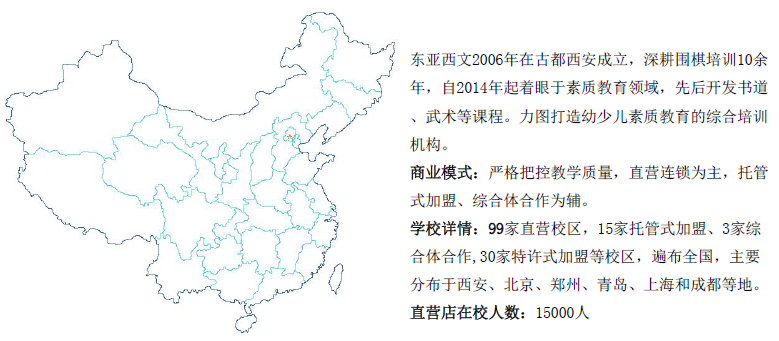 东亚西文2006年在古都西安成立，深耕围棋培训10余
年，自2014年起着眼于素质教育领域，先后开发书道
、武术等课程。力图打造幼少儿素质教育的综合培训
机构。
商业模式：严格把控教学质量，直营连锁为主，托管
式加盟、综合体合作为辅。
学校详情：99家直营校区，15家托管式加盟、3家综
合体合作,30家特许式加盟等校区，遍布全国，主要
分布于西安、北京、郑州、青岛、上海和成都等地。
直营店在校人数：15000人